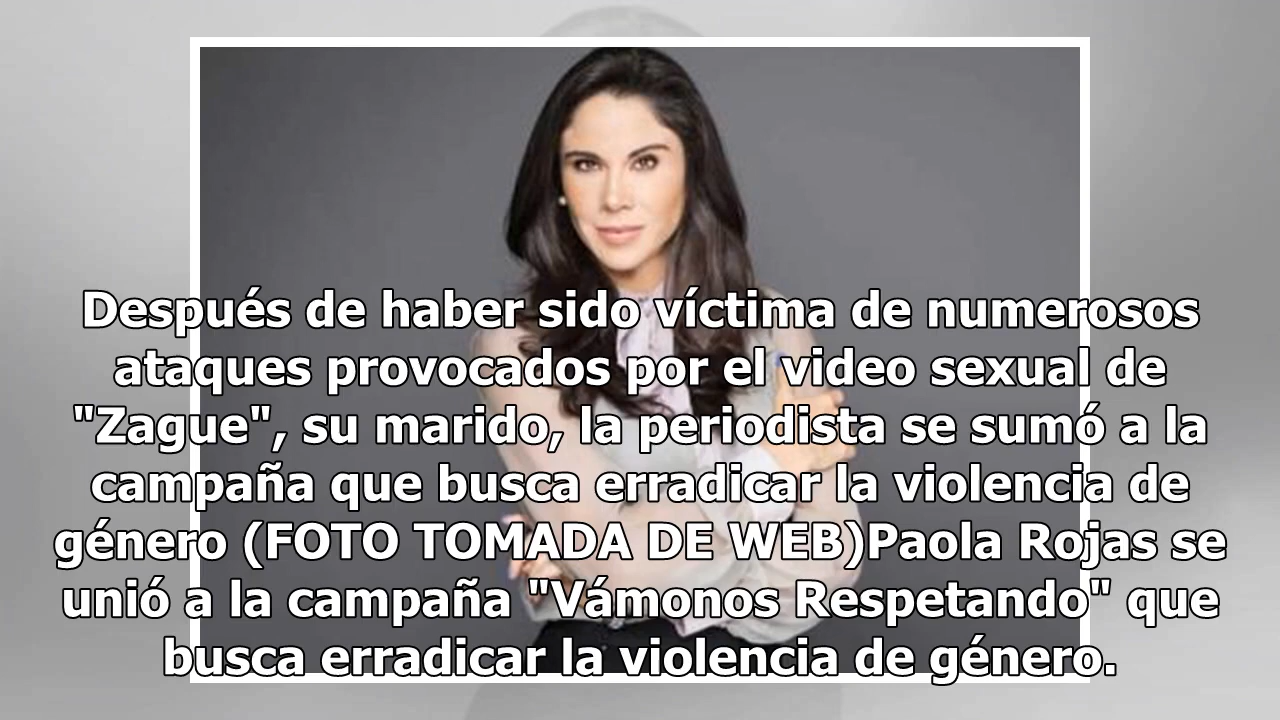 Después de haber sido víctima de numerosos
ataques provocados por el video sexual de
"Zague", su marido, la periodista se sumó a la
campaña que busca erradicar la violencia de
género (FOTO TOMADA DE WEB)Paola Rojas se
unió a la campaña "Vámonos Respetando" que
busca erradicar la violencia de género.